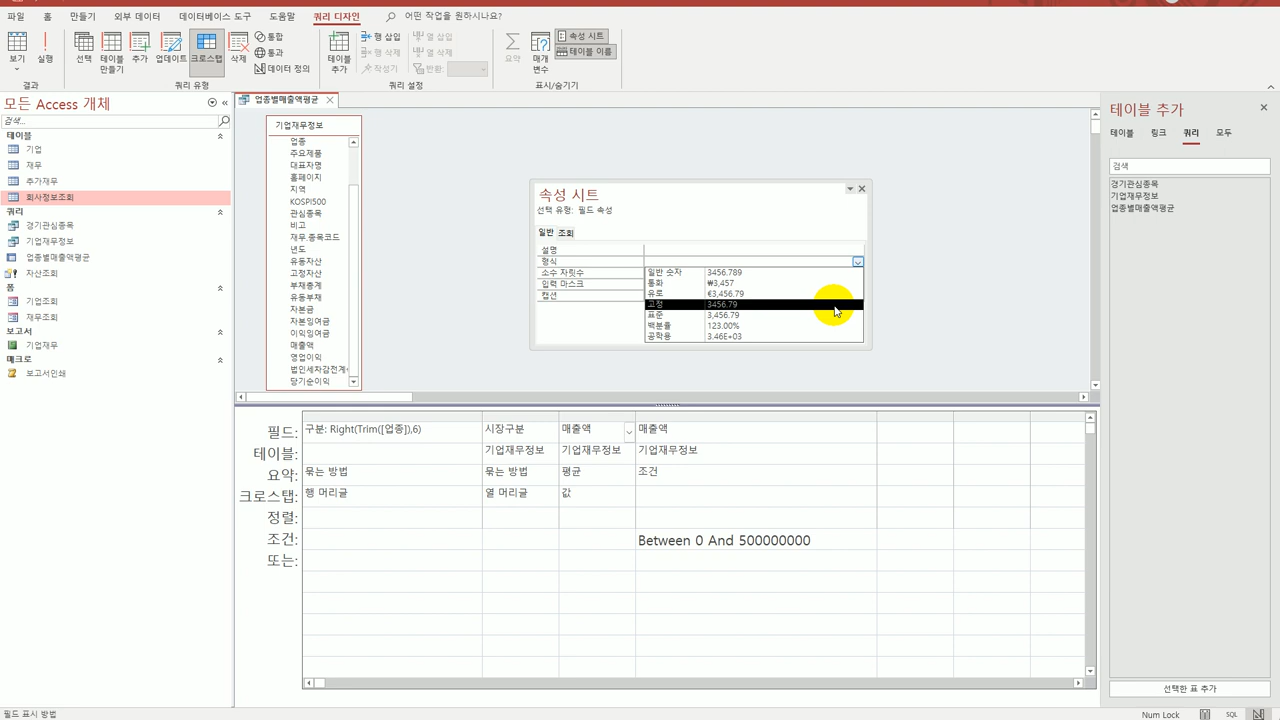 파일 홈 만들기 외부 데이터 데이터베이스 도구 도움말 쿼리 디자인 어떤 작업을 원하시나요?
보기 실행 선택 테이블 만들기 추가 업데이트 크로스탭 삭제 통합 통과 데이터 정의
테이블 추가 행 삽입 행 삭제 작성기 열 삽입 열 삭제 반환:
요약 매개 변수 속성 시트 테이블 이름
결과 쿼리 유형 쿼리 설정 표시/숨기기
모든 Access 개체
검색...
테이블
기업
재무
추가재무
회사정보조회
쿼리
경기관심종목
기업재무정보
업종별매출액평균
자산조회
폼
기업조회
재무조회
보고서
기업재무
매크로
보고서인쇄
업종별매출액평균
기업재무정보
업종
주요제품
대표자명
홈페이지
지역
KOSPI500
관심종목
비고
재무.종목코드
년도
유동자산
고정자산
부채총계
유동부채
자본금
자본잉여금
이익잉여금
매출액
영업이익
법인세차감전계
당기순이익
속성 시트
선택 유형: 필드 속성
일반 조회
설명
형식
소수 자릿수
입력 마스크
캡션
일반 숫자 3456.789
통화 ₩3,457
유로 €3,456.79
고정 3456.79
표준 3,456.79
백분율 123.00%
공학용 3.46E+03
필드: 구분: Right(Trim([업종]),6) 시장구분 매출액 매출액
테이블: 기업재무정보 기업재무정보 기업재무정보
요약: 묶는 방법 묶는 방법 평균 조건
크로스탭: 행 머리글 열 머리글 값
정렬:
조건: Between 0 And 500000000
또는:
테이블 추가
테이블 링크 쿼리 모두
검색
경기관심종목
기업재무정보
업종별매출액평균
선택한 표 추가
필드 표시 방법
Num Lock SQL